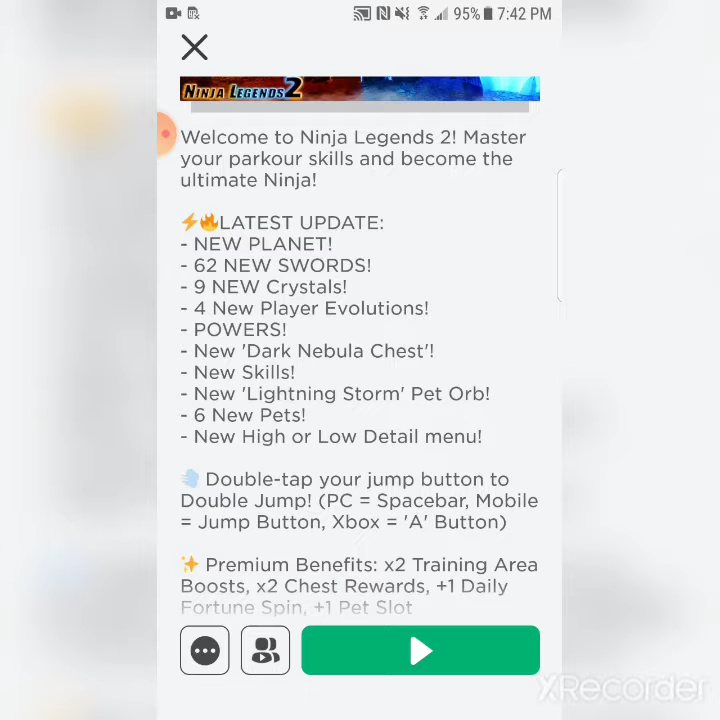 95% 7:42 PM
NINJA LEGENDS 2
Welcome to Ninja Legends 2! Master
your parkour skills and become the
ultimate Ninja!
⚡🔥LATEST UPDATE:
- NEW PLANET!
- 62 NEW SWORDS!
- 9 NEW Crystals!
- 4 New Player Evolutions!
- POWERS!
- New 'Dark Nebula Chest'!
- New Skills!
- New 'Lightning Storm' Pet Orb!
- 6 New Pets!
- New High or Low Detail menu!
💨 Double-tap your jump button to
Double Jump! (PC = Spacebar, Mobile
= Jump Button, Xbox = 'A' Button)
✨ Premium Benefits: x2 Training Area
Boosts, x2 Chest Rewards, +1 Daily
Fortune Spin, +1 Pet Slot
XRecorder